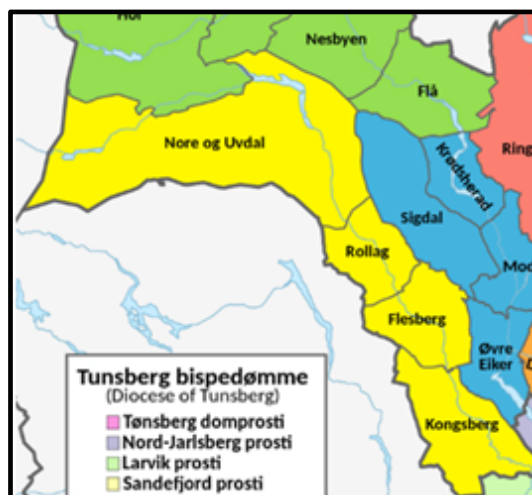 Hol
Nesbyen
Flå
Nore og Uvdal
Krødsherad
Ring
Sigdal
Rollag
Mod
Flesberg
Øvre
Eiker
Kongsberg
Tunsberg bispedømme
(Diocese of Tunsberg)
Tønsberg domprosti
Nord-Jarlsberg prosti
Larvik prosti
Sandefjord prosti